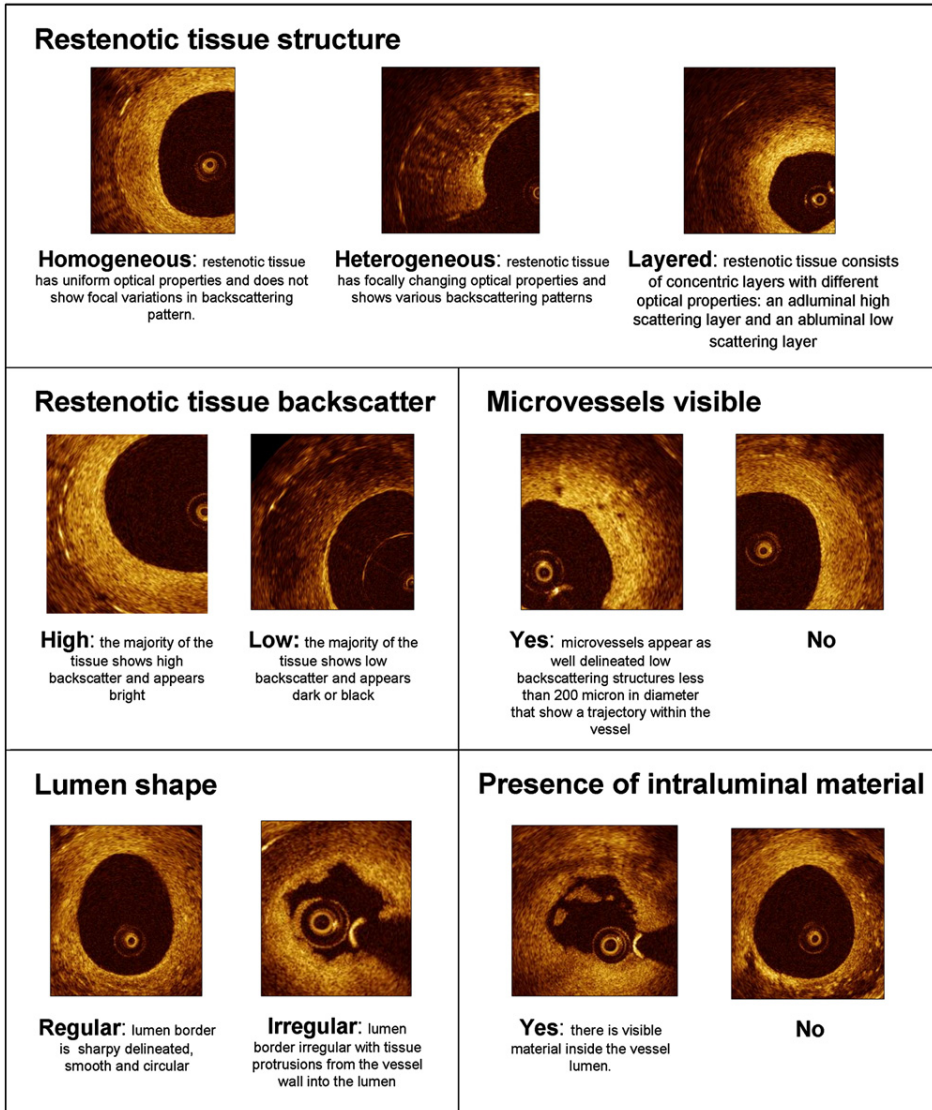 Restenotic tissue structure
Homogeneous: restenotic tissue
has uniform optical properties and does not
show focal variations in backscattering
pattern.
Heterogeneous: restenotic tissue
has focally changing optical properties and
shows various backscattering patterns
Layered: restenotic tissue consists
of concentric layers with different
optical properties: an adluminal high
scattering layer and an abluminal low
scattering layer
Restenotic tissue backscatter
High: the majority of the
tissue shows high
backscatter and appears
bright
Low: the majority of the
tissue shows low
backscatter and appears
dark or black
Microvessels visible
Yes: microvessels appear as
well delineated low
backscattering structures less
than 200 micron in diameter
that show a trajectory within the
vessel
No
Lumen shape
Regular: lumen border
is sharpy delineated,
smooth and circular
Irregular: lumen
border irregular with tissue
protrusions from the vessel
wall into the lumen
Presence of intraluminal material
Yes: there is visible
material inside the vessel
lumen.
No